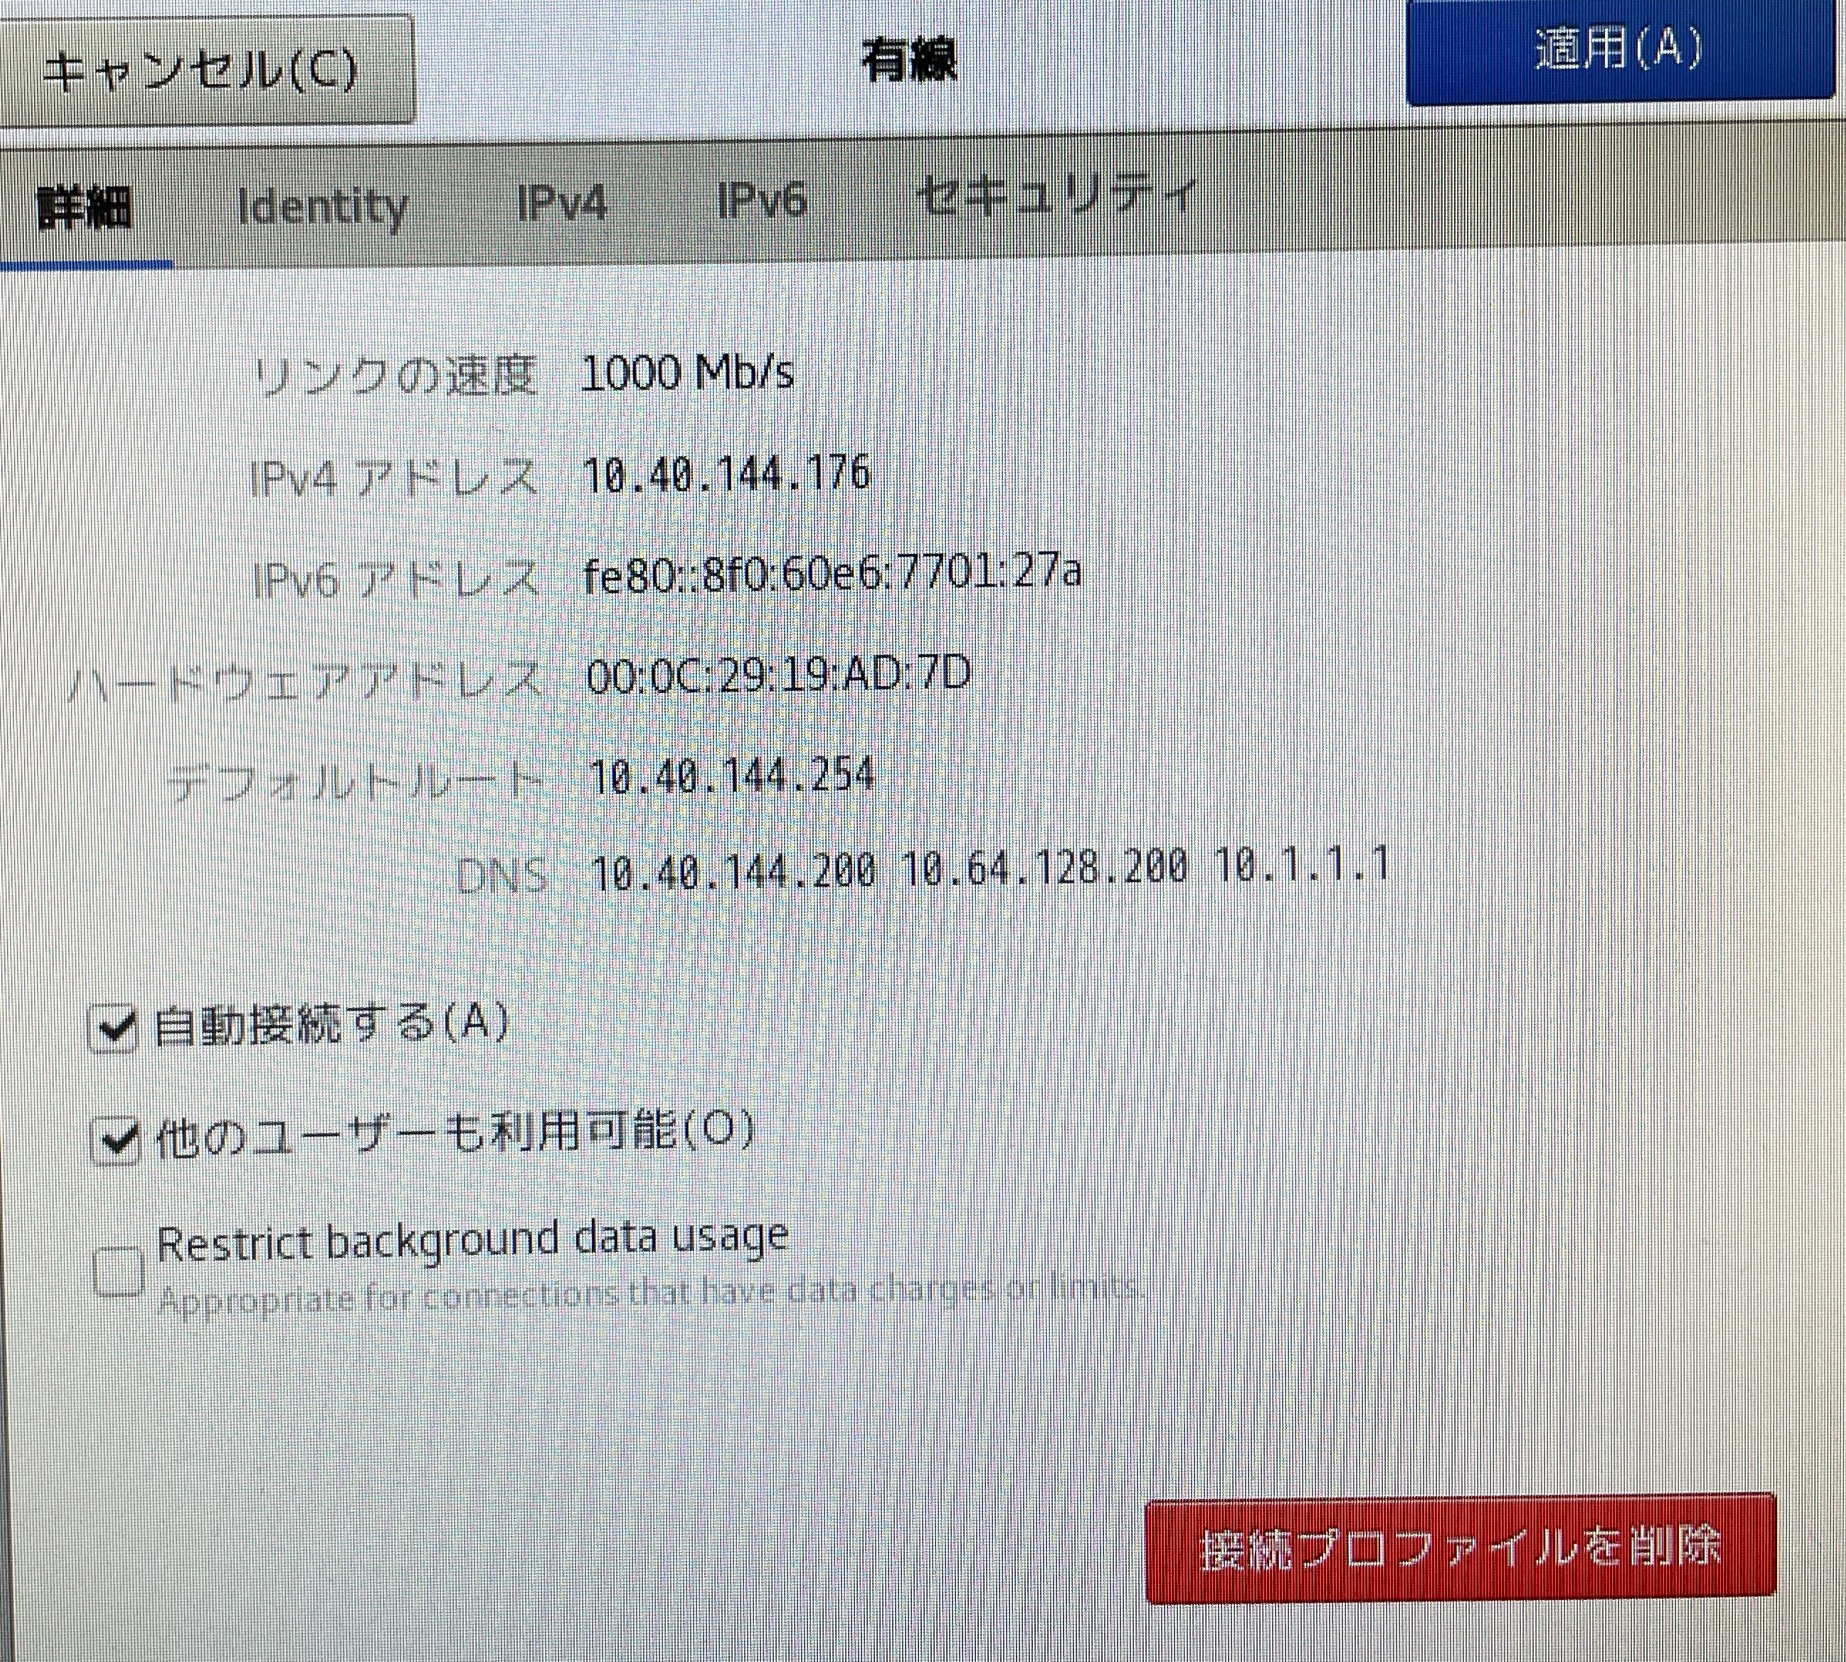 キャンセル(C) 有線 適用(A)
詳細 Identity IPv4 IPv6 セキュリティ
リンクの速度 1000 Mb/s
IPv4 アドレス 10.40.144.176
IPv6 アドレス fe80::8f0:60e6:7701:27a
ハードウェアアドレス 00:0C:29:19:AD:7D
デフォルトルート 10.40.144.254
DNS 10.40.144.200 10.64.128.200 10.1.1.1
自動接続する(A)
他のユーザーも利用可能(O)
Restrict background data usage
Appropriate for connections that have data charges or limits.
接続プロファイルを削除